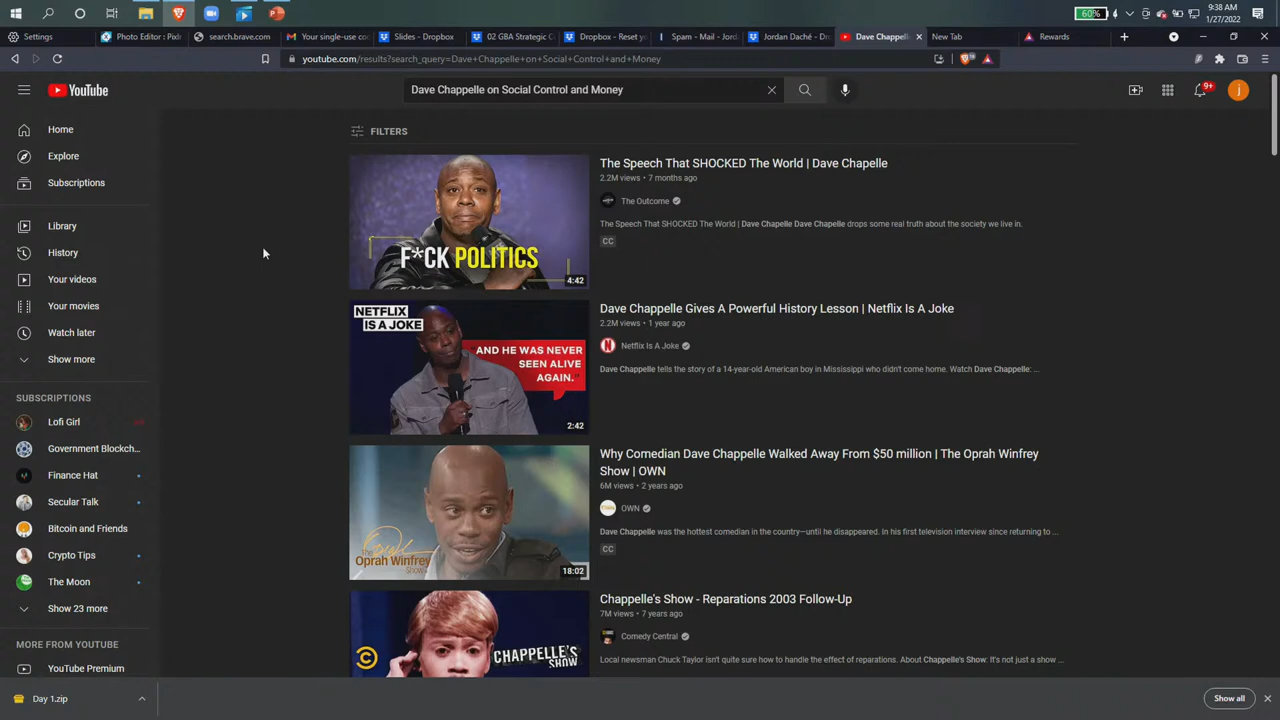 60%
9:38 AM
1/27/2022
Settings
Photo Editor : Pixlr
search.brave.com
Your single-use co
Slides - Dropbox
02 GBA Strategic C
Dropbox - Reset yo
Spam - Mail - Jord
Jordan Daché - Dr
Dave Chappelle
New Tab
Rewards
youtube.com/results?search_query=Dave+Chappelle+on+Social+Control+and+Money
YouTube
Dave Chappelle on Social Control and Money
9+
j
Home
Explore
Subscriptions
Library
History
Your videos
Your movies
Watch later
Show more
SUBSCRIPTIONS
Lofi Girl
Government Blockch...
Finance Hat
Secular Talk
Bitcoin and Friends
Crypto Tips
The Moon
Show 23 more
MORE FROM YOUTUBE
YouTube Premium
FILTERS
F*CK POLITICS
4:42
The Speech That SHOCKED The World | Dave Chapelle
2.2M views • 7 months ago
The Outcome
The Speech That SHOCKED The World | Dave Chapelle Dave Chapelle drops some real truth about the society we live in.
CC
NETFLIX
IS A JOKE
"AND HE WAS NEVER
SEEN ALIVE
AGAIN."
2:42
Dave Chappelle Gives A Powerful History Lesson | Netflix Is A Joke
2.2M views • 1 year ago
Netflix Is A Joke
Dave Chappelle tells the story of a 14-year-old American boy in Mississippi who didn't come home. Watch Dave Chappelle: ...
The
Oprah Winfrey
Show
18:02
Why Comedian Dave Chappelle Walked Away From $50 million | The Oprah Winfrey
Show | OWN
6M views • 2 years ago
OWN
Dave Chappelle was the hottest comedian in the country—until he disappeared. In his first television interview since returning to ...
CC
CHAPPELLE'S
SHOW
Chappelle's Show - Reparations 2003 Follow-Up
7M views • 7 years ago
Comedy Central
Local newsman Chuck Taylor isn't quite sure how to handle the effect of reparations. About Chappelle's Show: It's not just a show ...
Day 1.zip
Show all